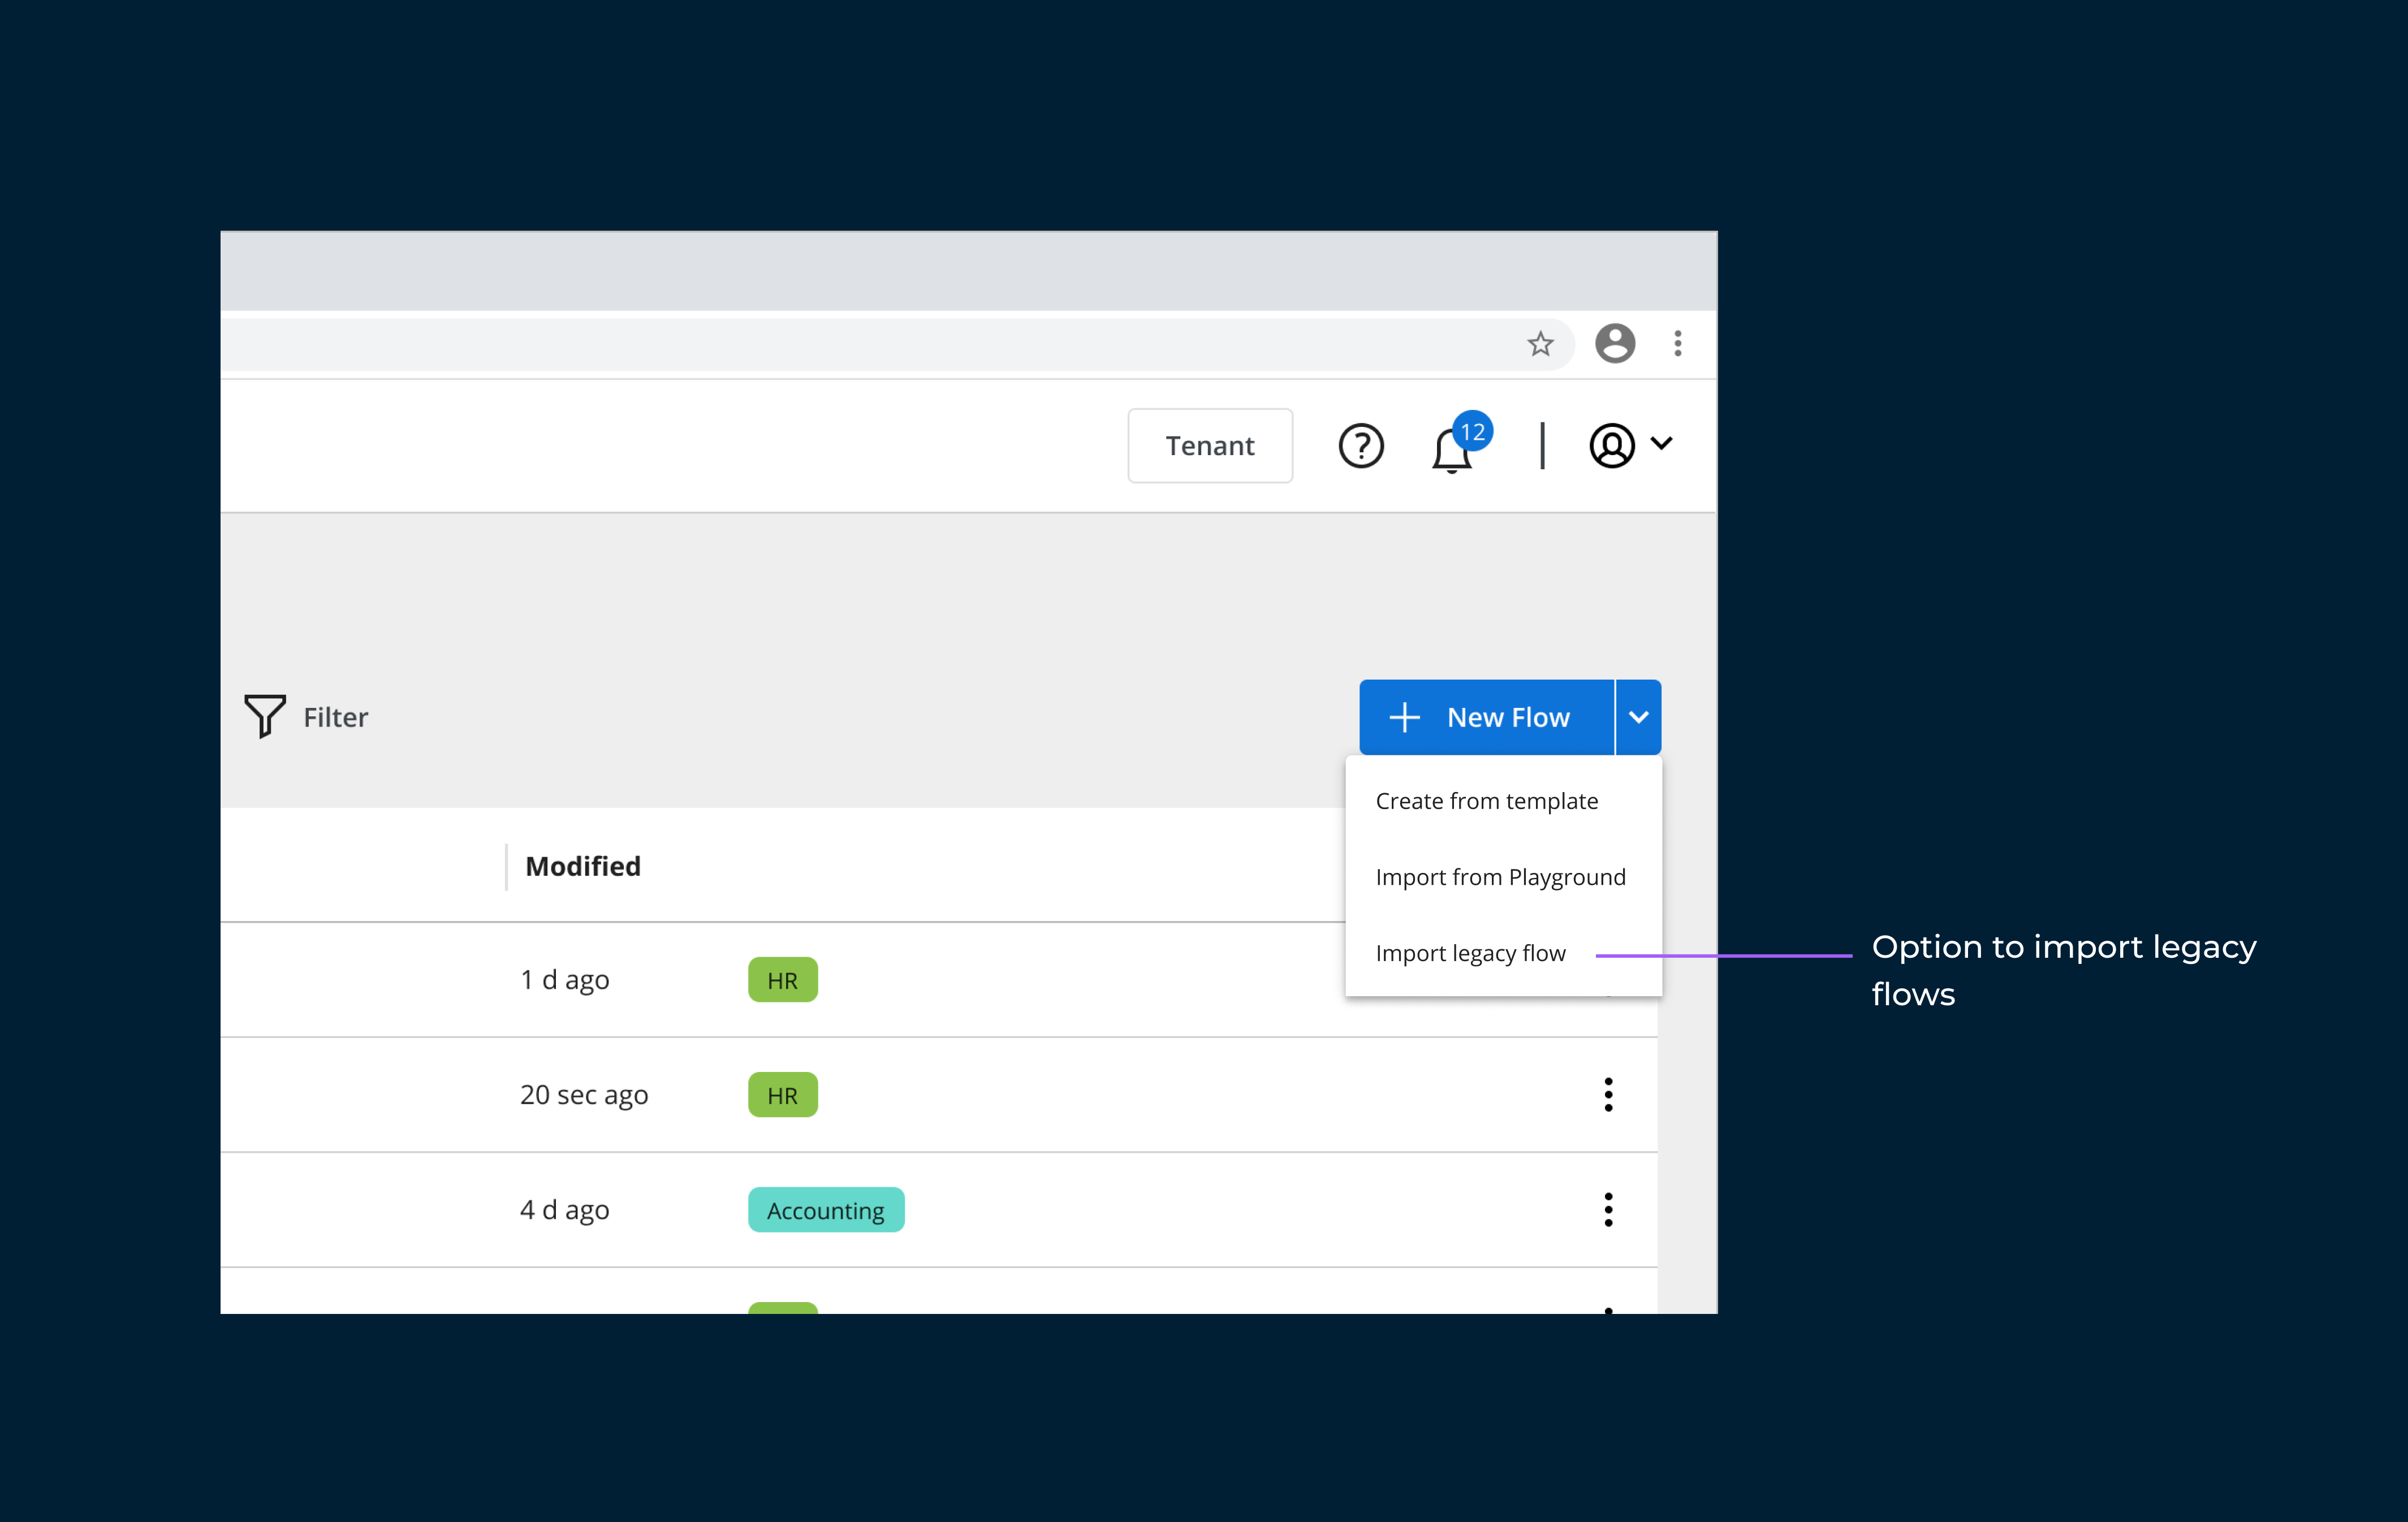 Tenant
?
12
Filter
New Flow
Create from template
Import from Playground
Import legacy flow
Modified
1 d ago HR
20 sec ago HR
4 d ago Accounting
Option to import legacy
flows